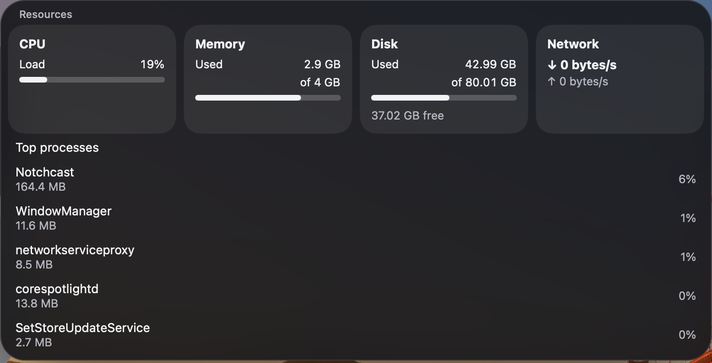 Resources
CPU
Load 19%
Memory
Used 2.9 GB
of 4 GB
Disk
Used 42.99 GB
of 80.01 GB
37.02 GB free
Network
↓ 0 bytes/s
↑ 0 bytes/s
Top processes
Notchcast
164.4 MB
6%
WindowManager
11.6 MB
1%
networkserviceproxy
8.5 MB
1%
corespotlightd
13.8 MB
0%
SetStoreUpdateService
2.7 MB
0%